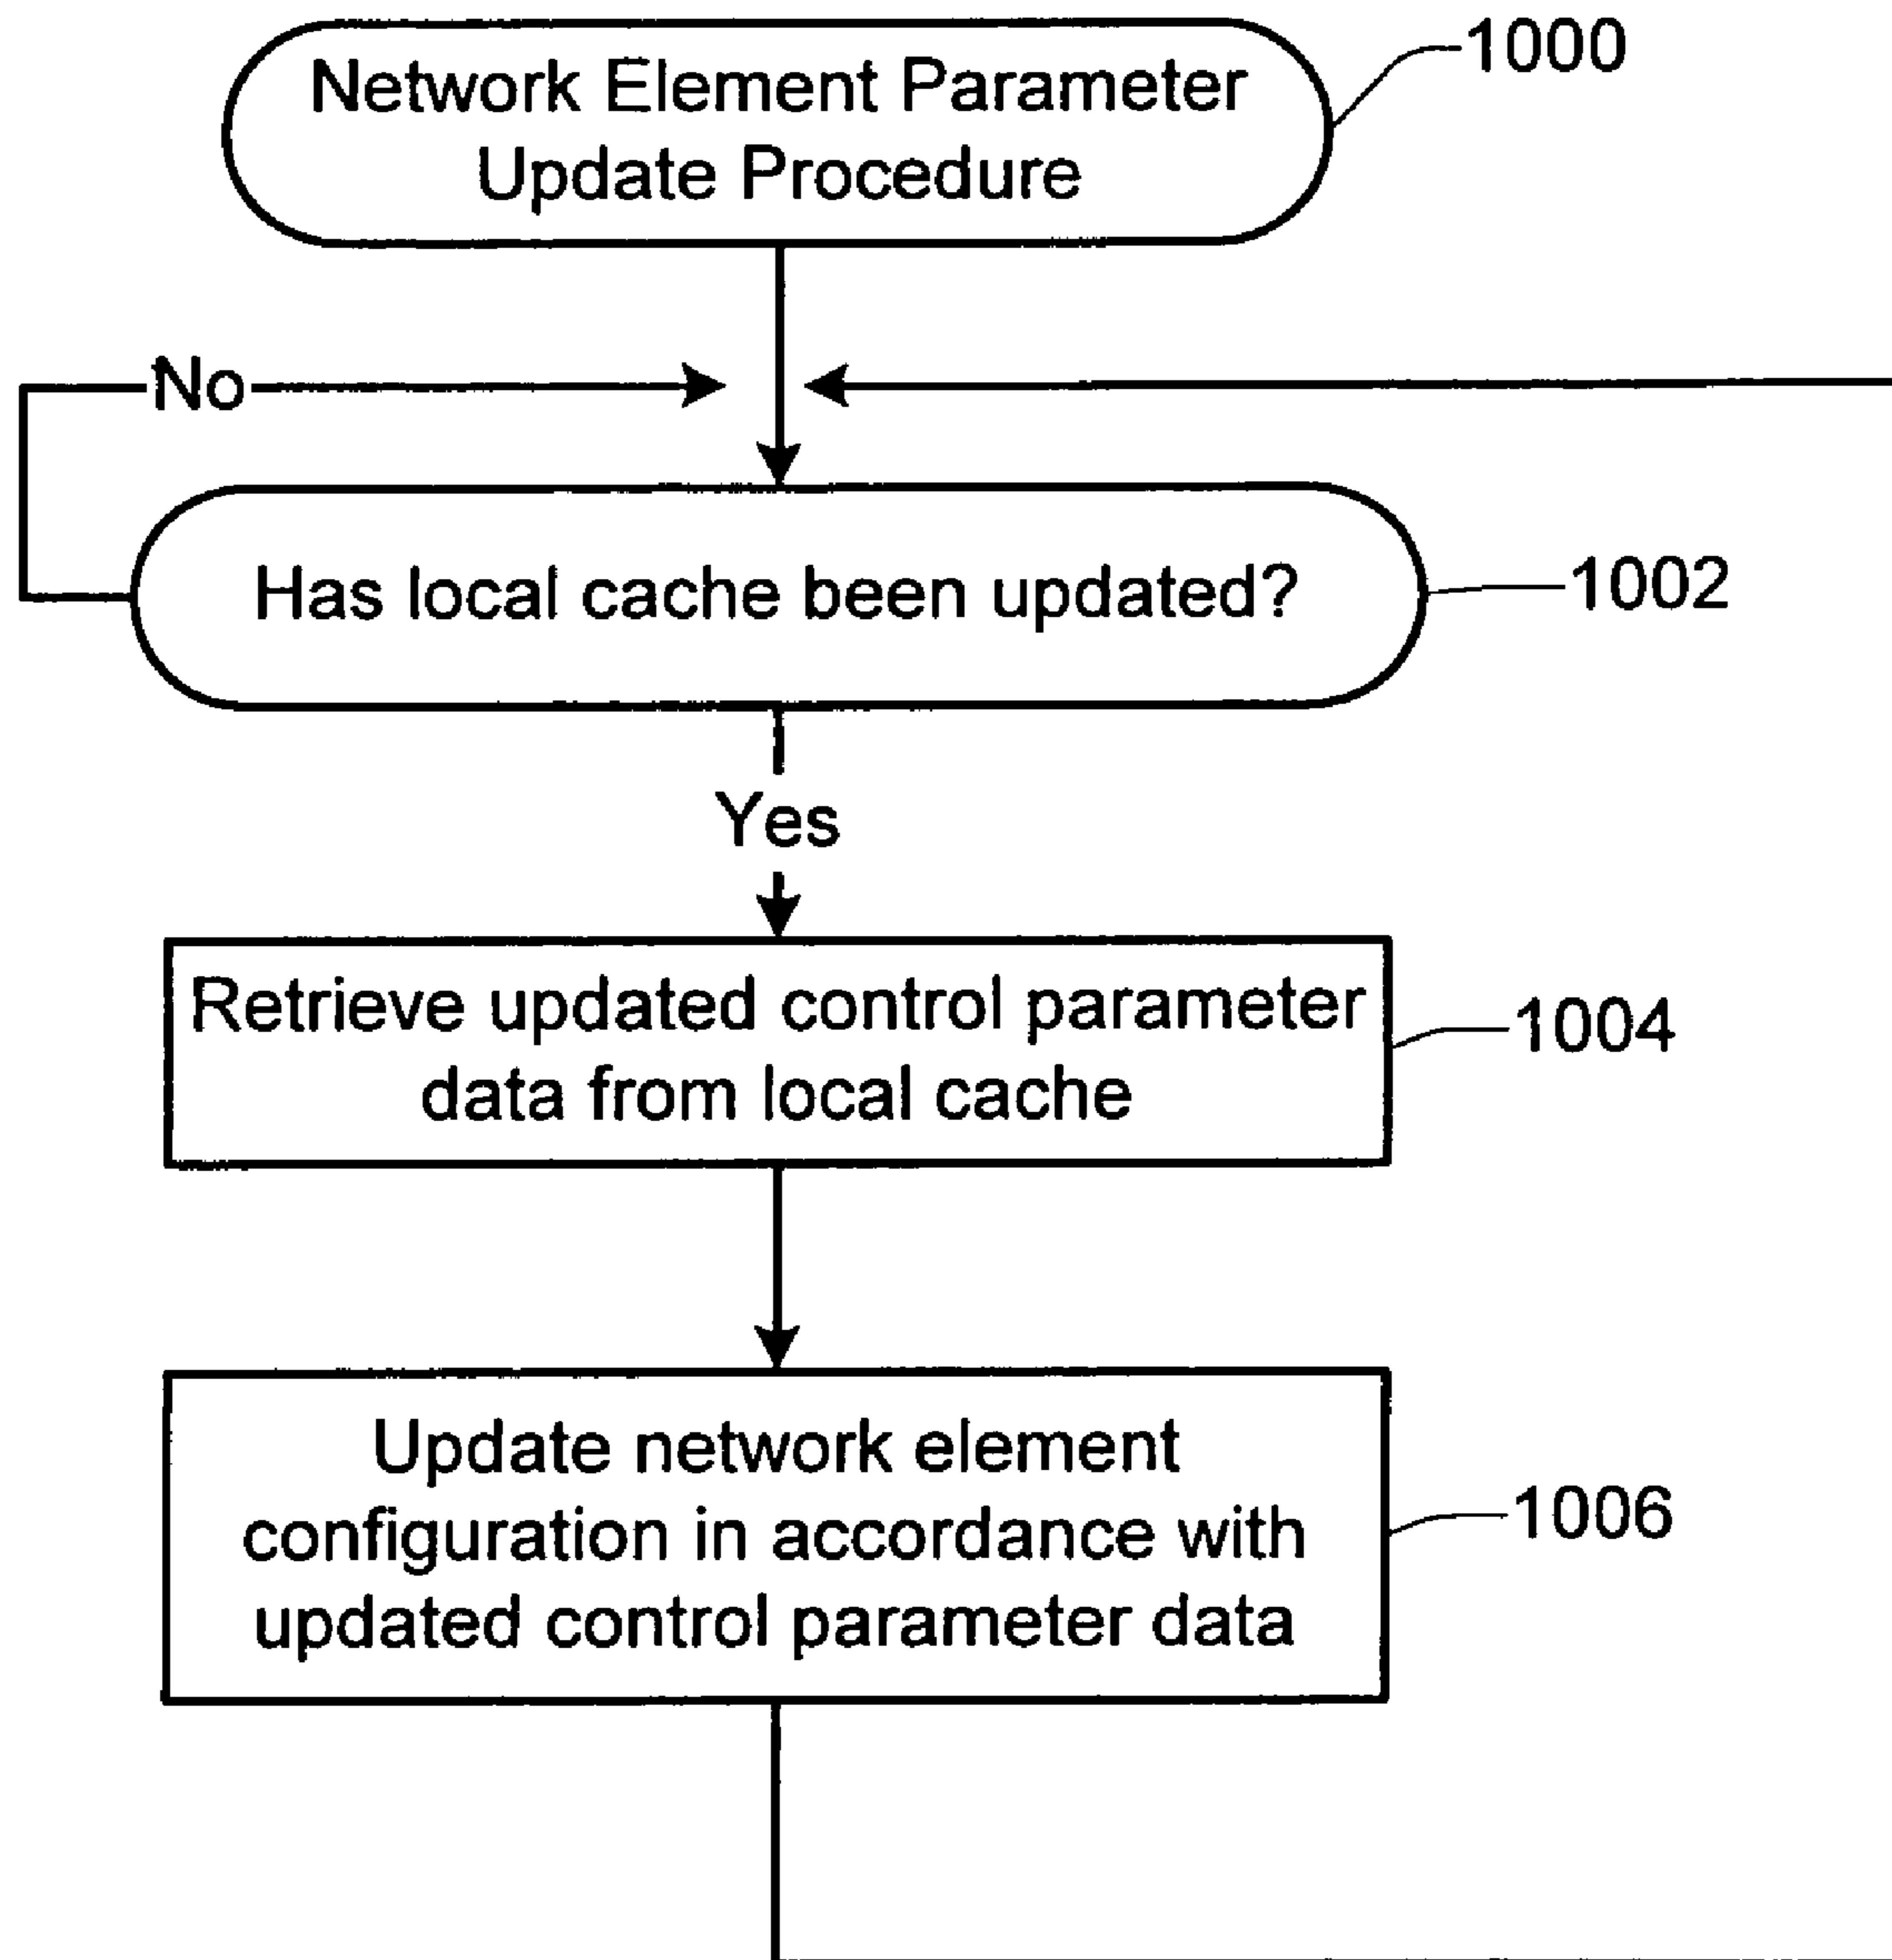 Network Element Parameter
Update Procedure
1000
No
Has local cache been updated?
1002
Yes
Retrieve updated control parameter
data from local cache
1004
Update network element
configuration in accordance with
updated control parameter data
1006